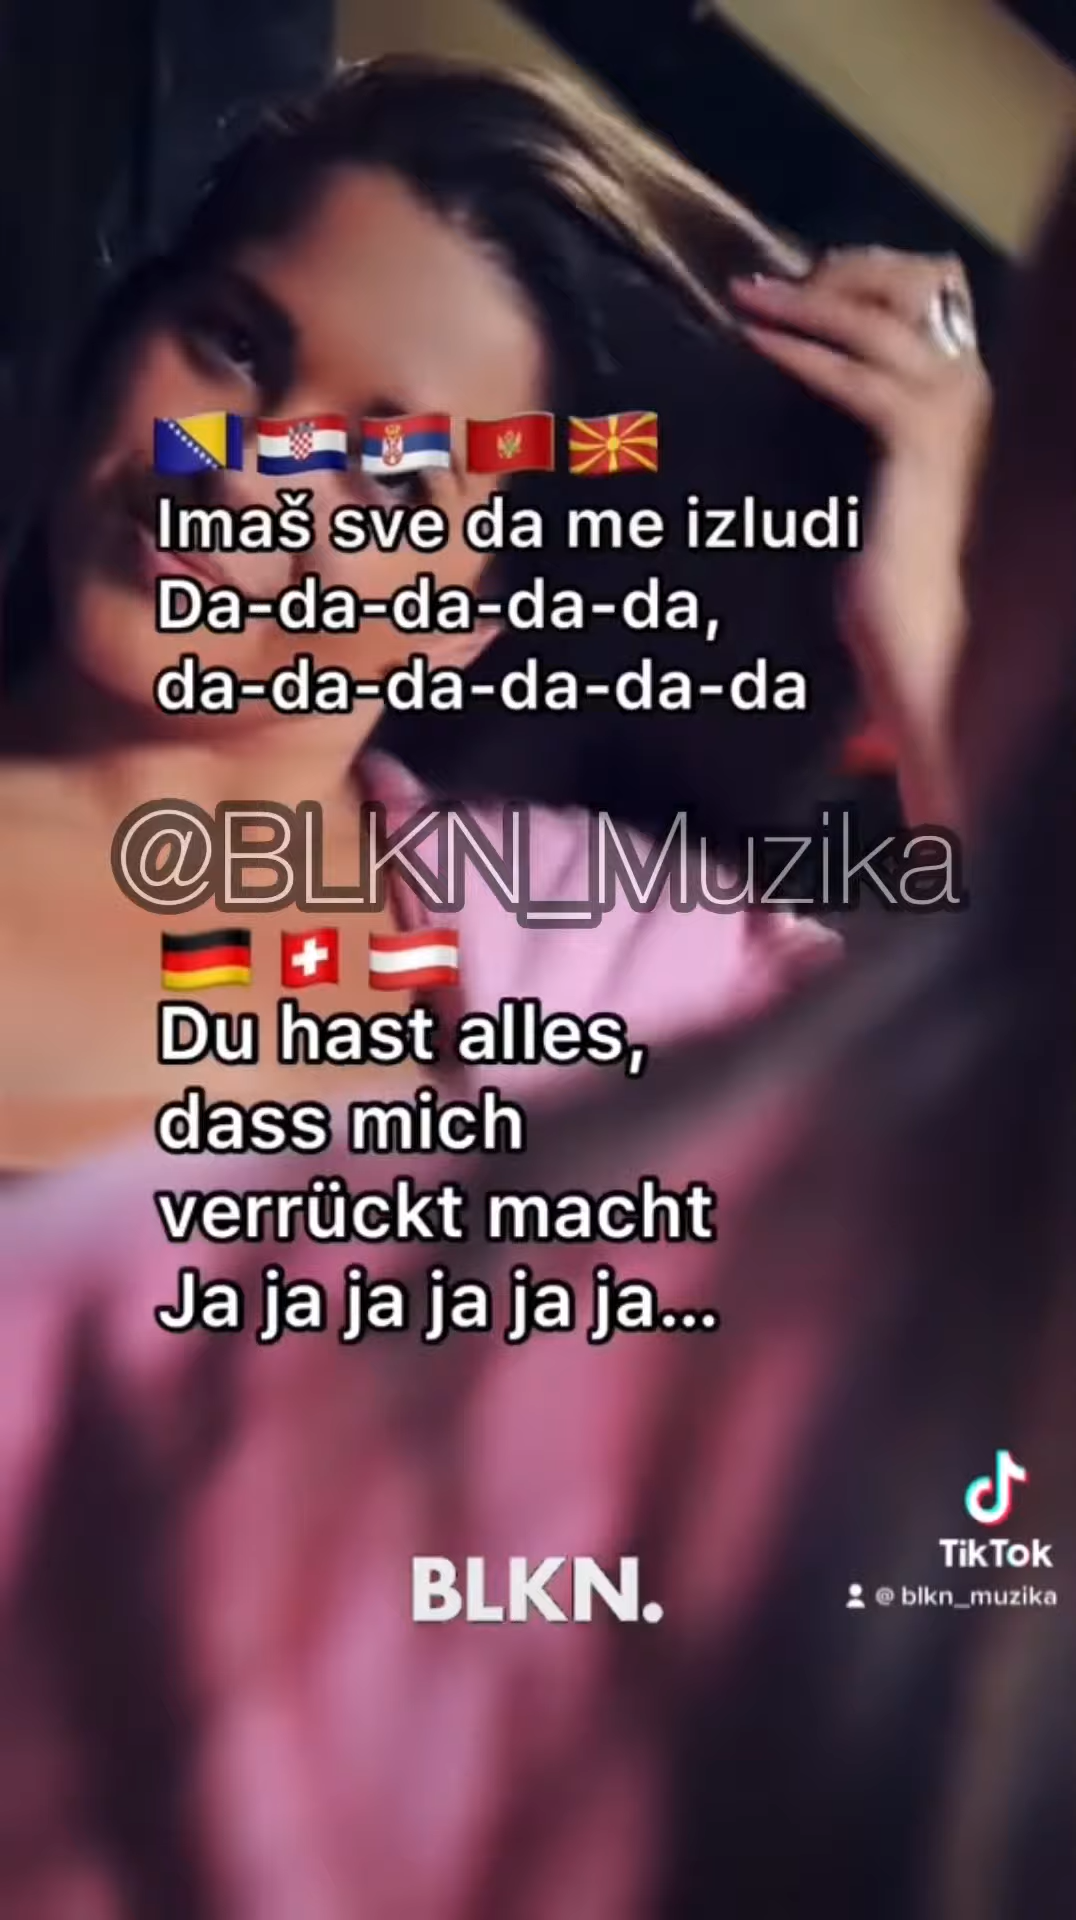 Imaš sve da me izludi
Da-da-da-da-da,
da-da-da-da-da-da
@BLKN_Muzika
Du hast alles,
dass mich
verrückt macht
Ja ja ja ja ja ja...
TikTok
BLKN.
@ blkn_muzika